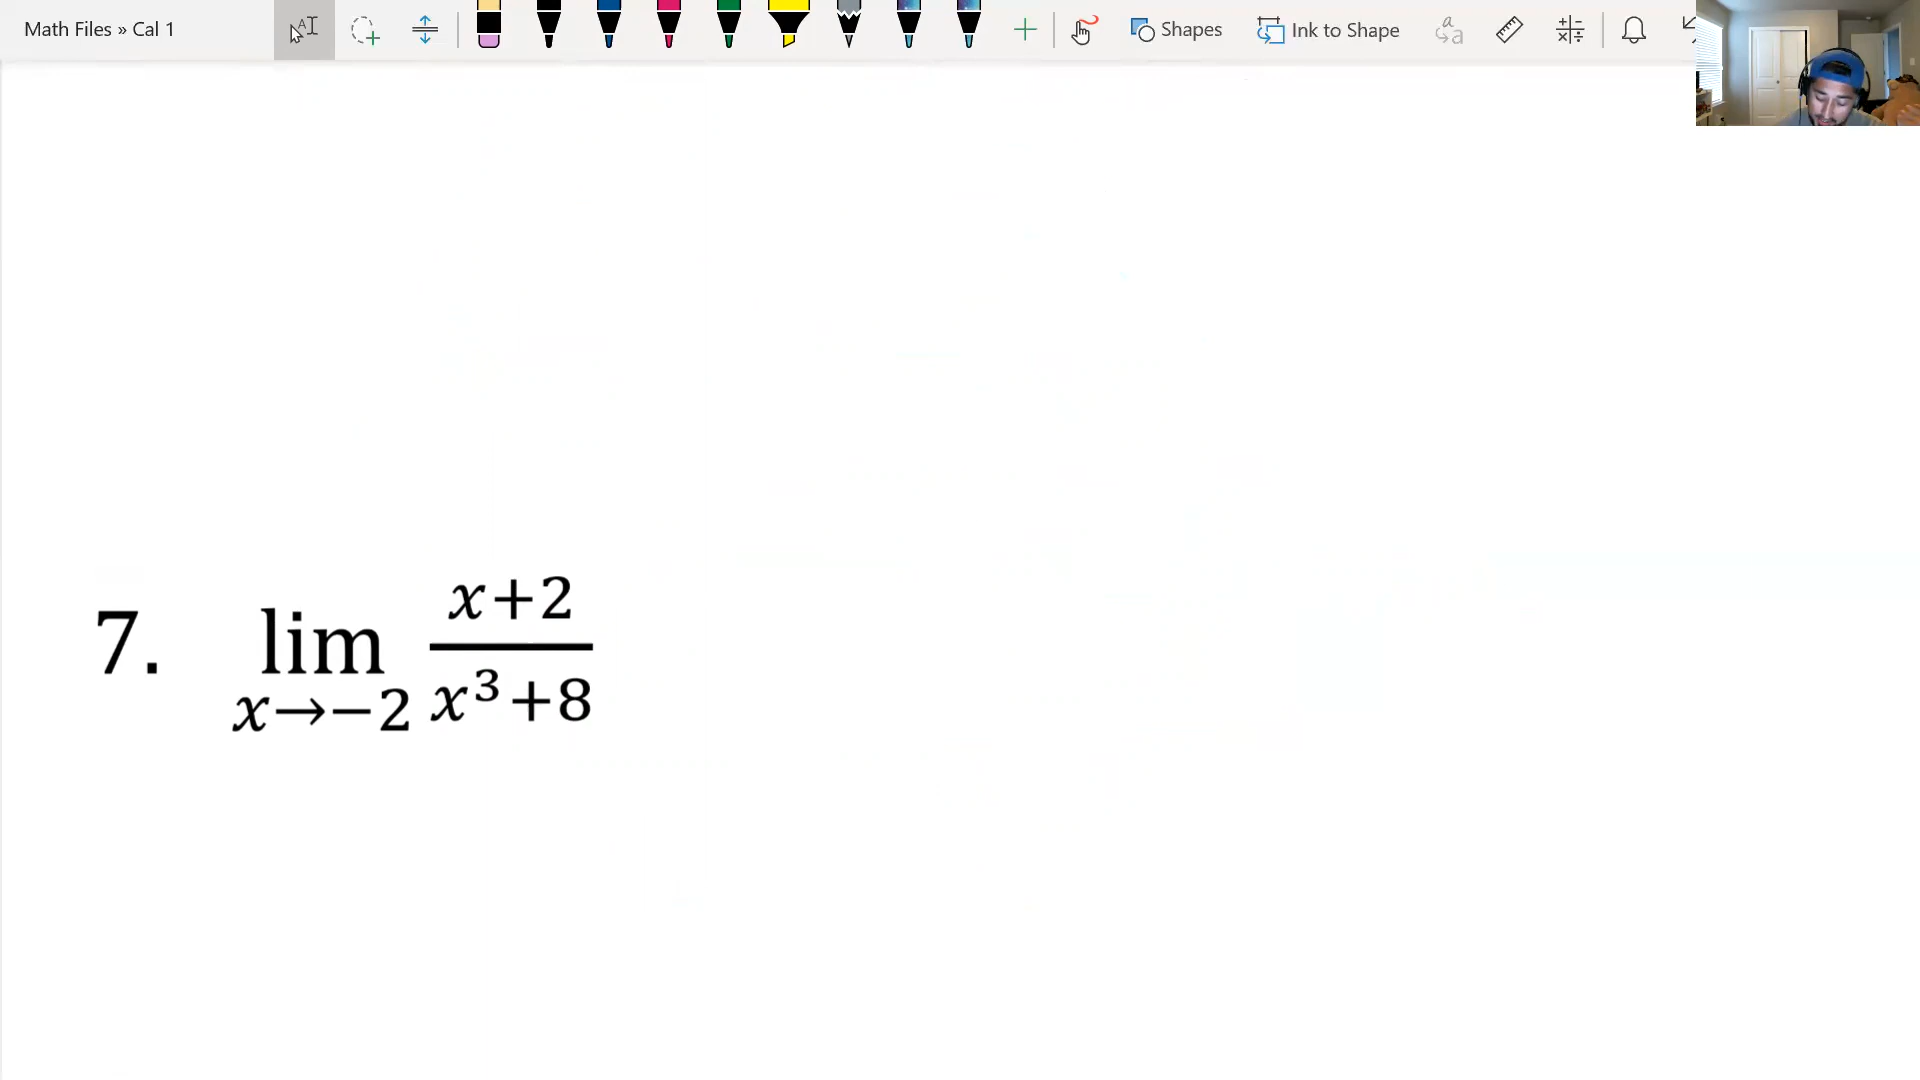 Math Files » Cal 1
Shapes
Ink to Shape
7. lim x→−2 x+2 / x³+8